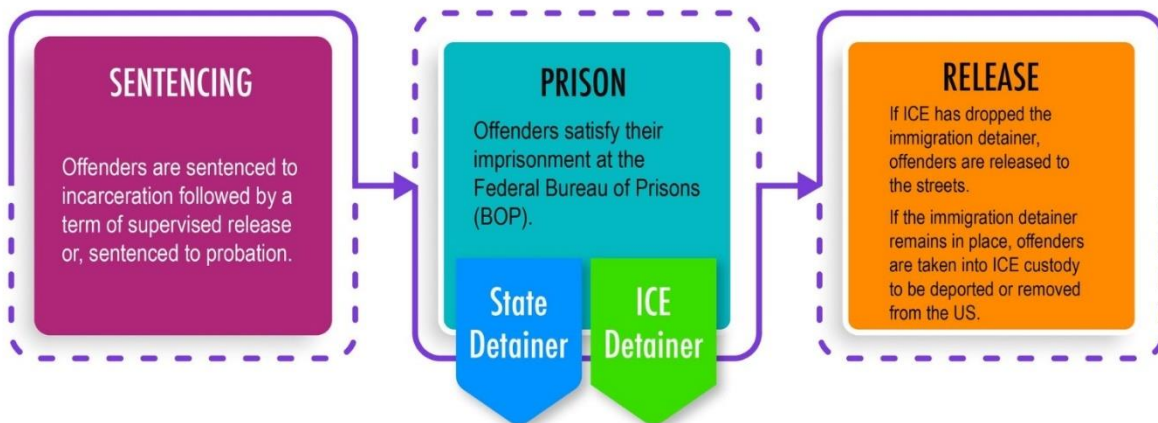 SENTENCING
Offenders are sentenced to
incarceration followed by a
term of supervised release
or, sentenced to probation.
PRISON
Offenders satisfy their
imprisonment at the
Federal Bureau of Prisons
(BOP).
State
Detainer
ICE
Detainer
RELEASE
If ICE has dropped the
immigration detainer,
offenders are released to
the streets.
If the immigration detainer
remains in place, offenders
are taken into ICE custody
to be deported or removed
from the US.